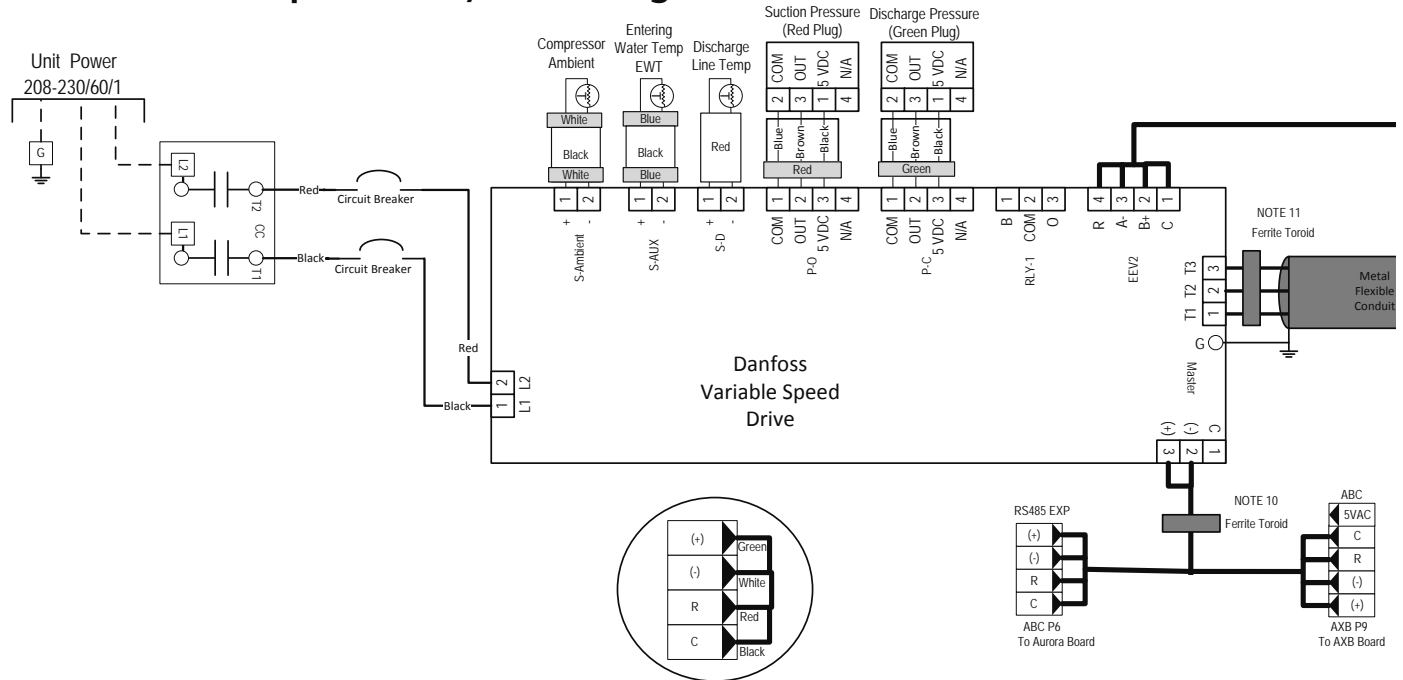 Unit Power
208-230/60/1
G
L2
T2
CC
L1
T1
Red
Circuit Breaker
Black
Circuit Breaker
Red
Black
Compressor
Ambient
White
Black
White
Entering
Water Temp
EWT
Blue
Black
Blue
Discharge
Line Temp
Red
Suction Pressure
(Red Plug)
COM OUT 5 VDC N/A
2 3 1 4
Blue Brown Black
Red
Discharge Pressure
(Green Plug)
COM OUT 5 VDC N/A
2 3 1 4
Blue Brown Black
Green
1 2
+ -
S-Ambient
1 2
+ -
S-AUX
1 2
+ -
S-D
1 2 3 4
COM OUT 5 VDC N/A
P-O
1 2 3 4
COM OUT 5 VDC N/A
P-C
1 2 3
B COM O
RLY-1
4 3 2 1
R A- B+ C
EEV2
NOTE 11
Ferrite Toroid
T3 3
T2 2
T1 1
Metal
Flexible
Conduit
G
Master
2 L2
1 L1
Danfoss
Variable Speed
Drive
(+) (-) C
3 2 1
NOTE 10
Ferrite Toroid
RS485 EXP
(+)
(-)
R
C
ABC P6
To Aurora Board
ABC
5VAC
C
R
(-)
(+)
AXB P9
To AXB Board
(+)
Green
(-)
White
R
Red
C
Black